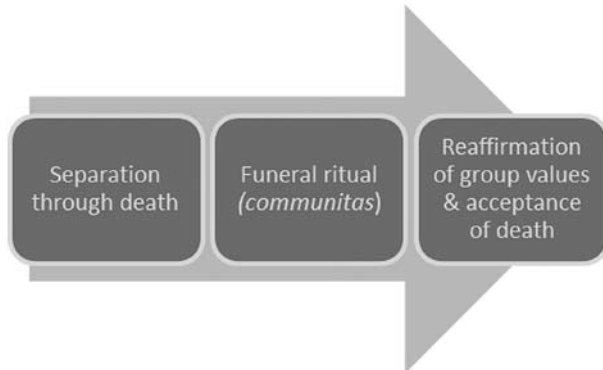 Separation
through death
Funeral ritual
(communitas)
Reaffirmation
of group values
& acceptance
of death